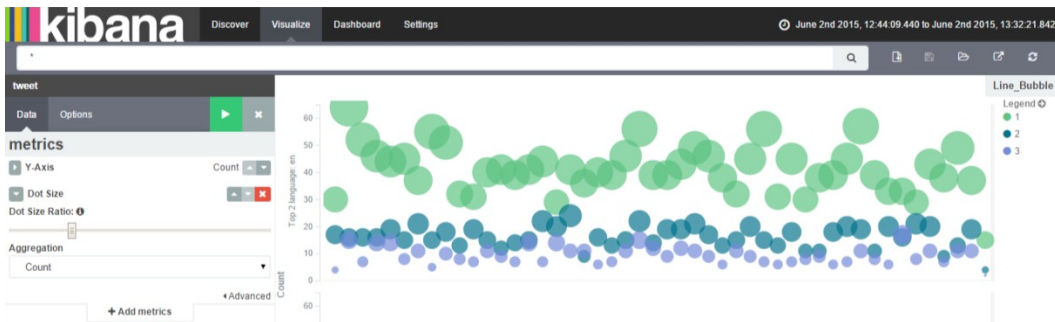 kibana
Discover Visualize Dashboard Settings
June 2nd 2015, 12:44:09.440 to June 2nd 2015, 13:32:21.842
*
tweet
Data Options
metrics
Y-Axis Count
Dot Size
Dot Size Ratio:
Aggregation
Count
Advanced
+ Add metrics
Line_Bubble
Legend
1
2
3
Top 2 language: en
60
50
40
30
20
10
0
Count
60